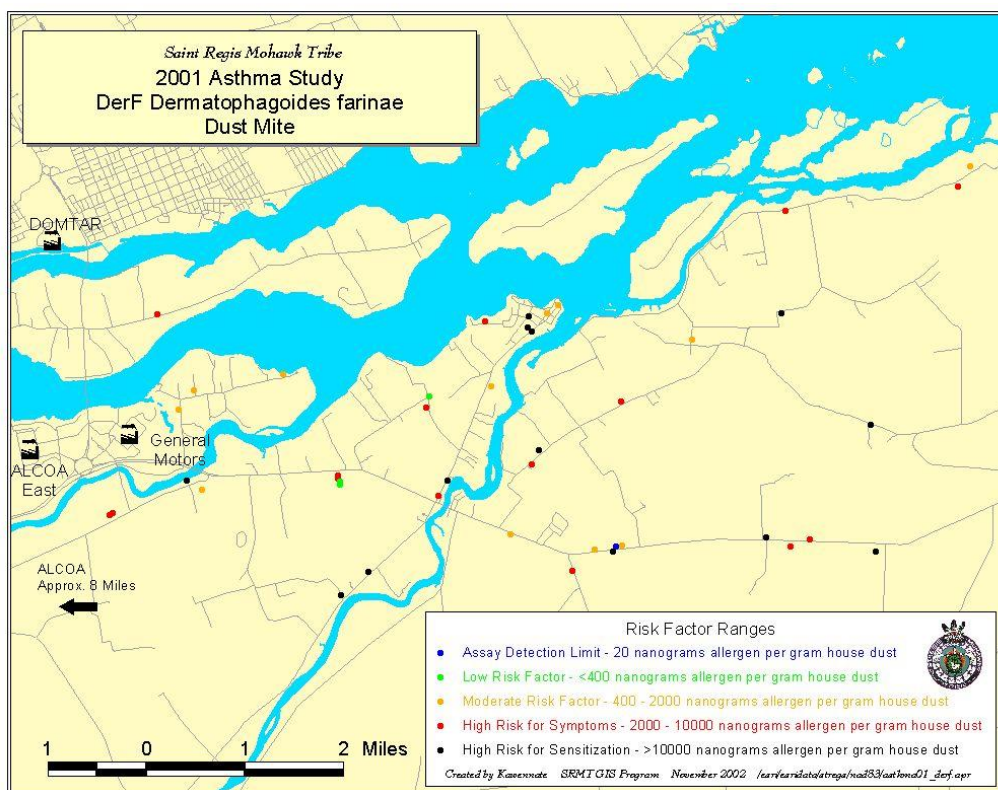 Saint Regis Mohawk Tribe
2001 Asthma Study
DerF Dermatophagoides farinae
Dust Mite
DOMTAR
General
Motors
ALCOA
East
ALCOA
Approx. 8 Miles
1 0 1 2 Miles
Risk Factor Ranges
Assay Detection Limit - 20 nanograms allergen per gram house dust
Low Risk Factor - <400 nanograms allergen per gram house dust
Moderate Risk Factor - 400 - 2000 nanograms allergen per gram house dust
High Risk for Symptoms - 2000 - 10000 nanograms allergen per gram house dust
High Risk for Sensitization - >10000 nanograms allergen per gram house dust
Created by Kawennate SRMT GIS Program November 2002